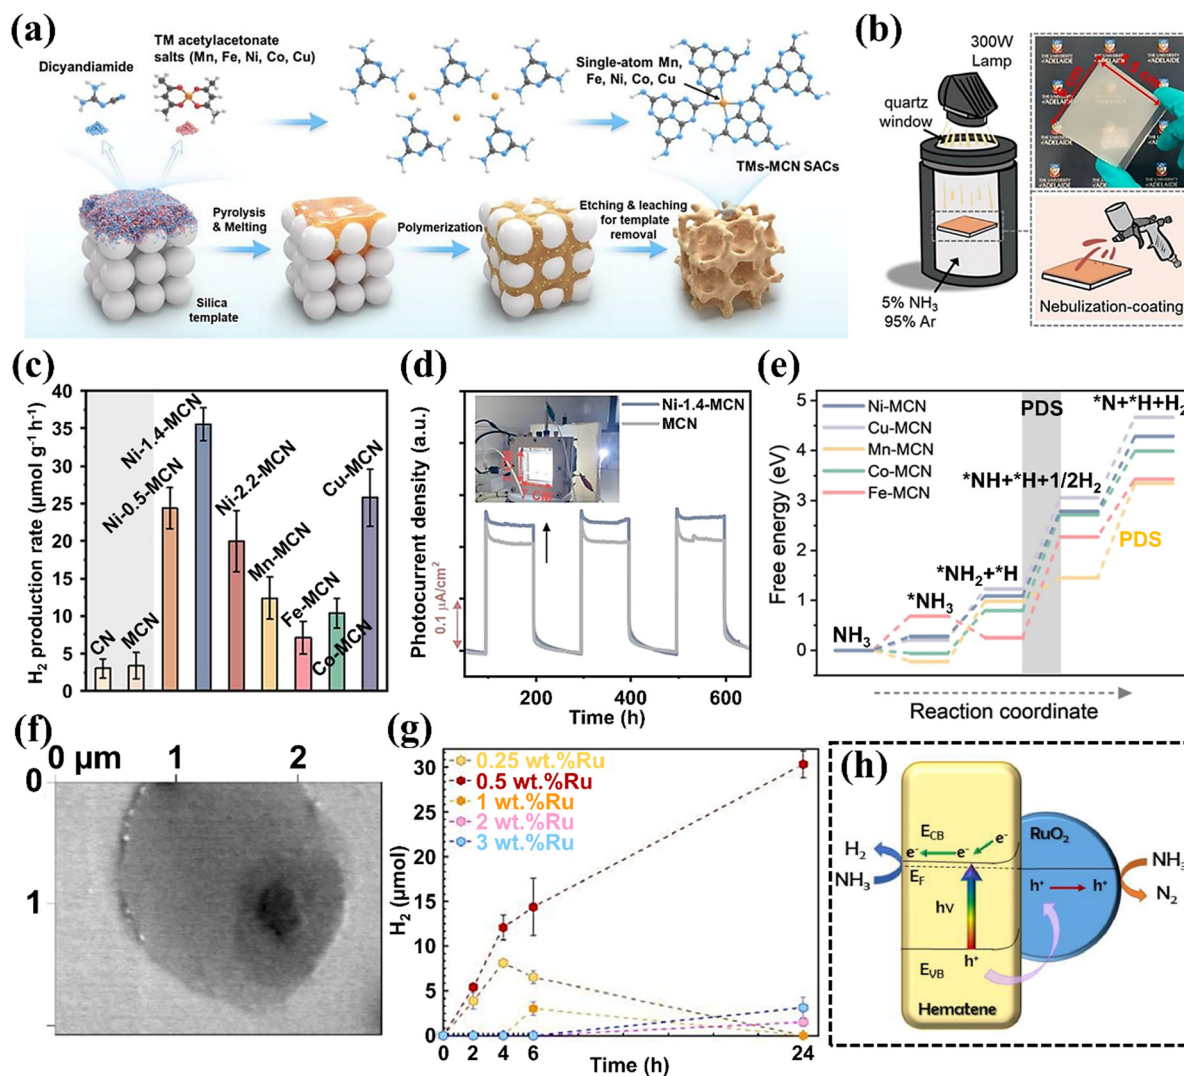 (a)
Dicyandiamide
TM acetylacetonate
salts (Mn, Fe, Ni, Co, Cu)
Single-atom Mn,
Fe, Ni, Co, Cu
TMs-MCN SACs
Pyrolysis
& Melting
Polymerization
Etching & leaching
for template
removal
Silica
template
(b)
300W
Lamp
quartz
window
5% NH3
95% Ar
Nebulization-coating
(c)
H2 production rate (μmol g-1 h-1)
40
35
30
25
20
15
10
5
0
CN
MCN
Ni-0.5-MCN
Ni-1.4-MCN
Ni-2.2-MCN
Mn-MCN
Fe-MCN
Co-MCN
Cu-MCN
(d)
Photocurrent density (a.u.)
Ni-1.4-MCN
MCN
0.1 μA/cm2
200
400
600
Time (h)
(e)
Free energy (eV)
5
4
3
2
1
0
-1
Ni-MCN
Cu-MCN
Mn-MCN
Co-MCN
Fe-MCN
PDS
*N+*H+H2
*NH+*H+1/2H2
PDS
*NH2+*H
*NH3
NH3
Reaction coordinate
(f)
0 μm 1 2
0
1
(g)
H2 (μmol)
30
25
20
15
10
5
0
0.25 wt.%Ru
0.5 wt.%Ru
1 wt.%Ru
2 wt.%Ru
3 wt.%Ru
0 2 4 6 24
Time (h)
(h)
ECB
e- e- e-
RuO2
H2
NH3
EF
hν
h+
h+ h+
NH3
N2
EVB
Hematene